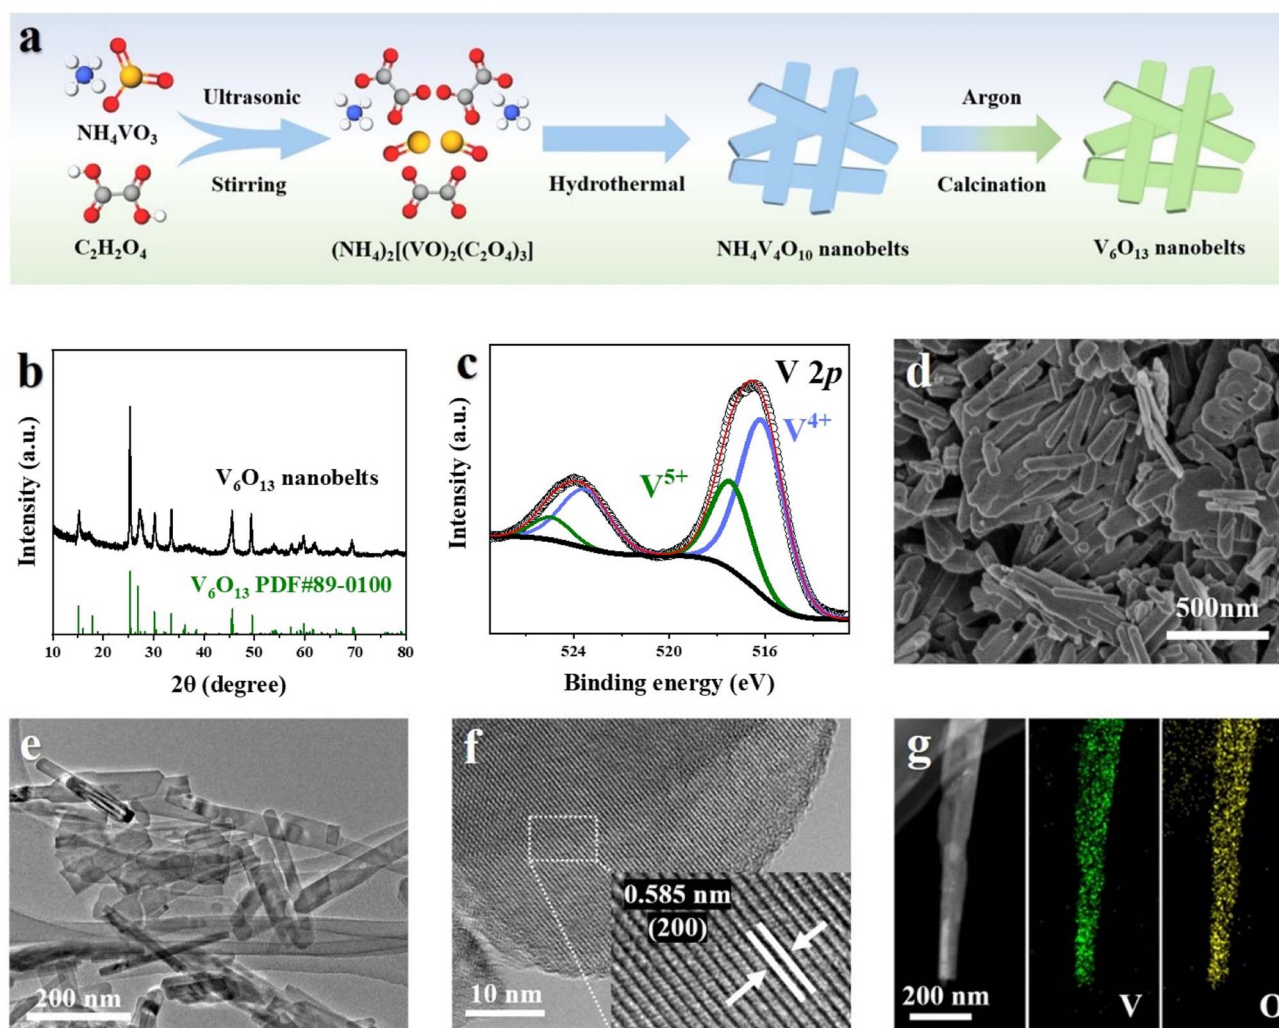 a
NH₄VO₃
C₂H₂O₄
Ultrasonic
Stirring
(NH₄)₂[(VO)₂(C₂O₄)₃]
Hydrothermal
NH₄V₄O₁₀ nanobelts
Argon
Calcination
V₆O₁₃ nanobelts
b
Intensity (a.u.)
V₆O₁₃ nanobelts
V₆O₁₃ PDF#89-0100
10 20 30 40 50 60 70 80
2θ (degree)
c
V 2p
Intensity (a.u.)
V⁵⁺
V⁴⁺
524 520 516
Binding energy (eV)
d
500nm
e
200 nm
f
0.585 nm
(200)
10 nm
g
200 nm
V
O